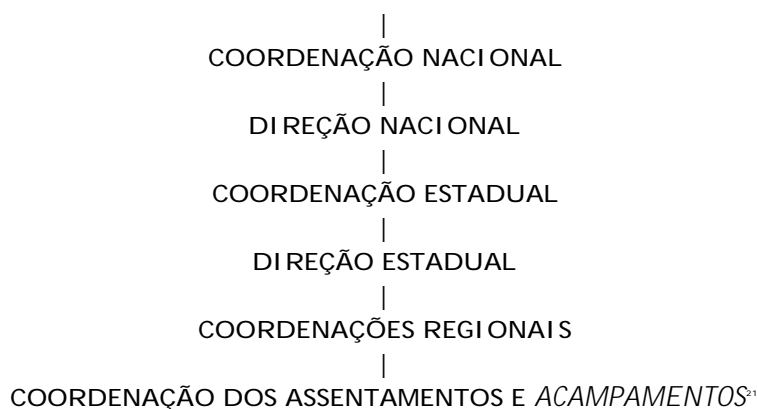 COORDENAÇÃO NACIONAL
DIREÇÃO NACIONAL
COORDENAÇÃO ESTADUAL
DIREÇÃO ESTADUAL
COORDENAÇÕES REGIONAIS
COORDENAÇÃO DOS ASSENTAMENTOS E ACAMPAMENTOS²¹